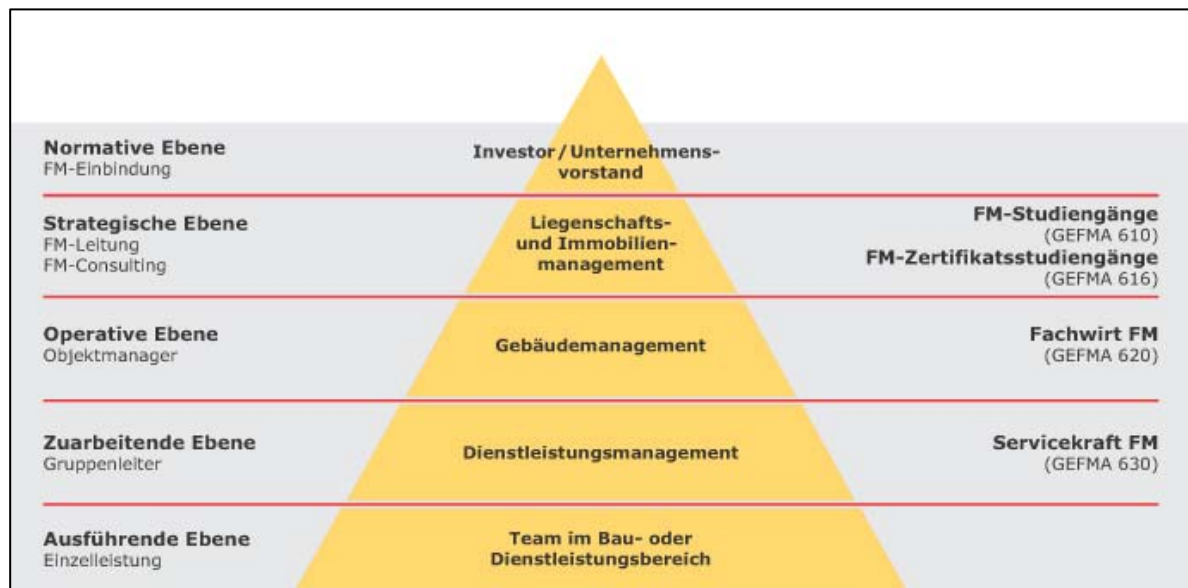 Normative Ebene
FM-Einbindung
Investor / Unternehmens-
vorstand
Strategische Ebene
FM-Leitung
FM-Consulting
Liegenschafts-
und Immobilien-
management
FM-Studiengänge
(GEFMA 610)
FM-Zertifikatsstudiengänge
(GEFMA 616)
Operative Ebene
Objektmanager
Gebäudemanagement
Fachwirt FM
(GEFMA 620)
Zuarbeitende Ebene
Gruppenleiter
Dienstleistungsmanagement
Servicekraft FM
(GEFMA 630)
Ausführende Ebene
Einzelleistung
Team im Bau- oder
Dienstleistungsbereich